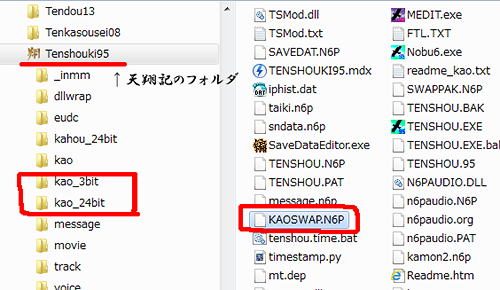 Tendou13
Tenkasousei08
Tenshouki95
_inmm
↑ 天翔記のフォルダ
dllwrap
eudc
kahou_24bit
kao
kao_3bit
kao_24bit
message
movie
track
voice
TSMod.dll
TSMod.txt
SAVEDAT.N6P
TENSHOUKI95.mdx
iphist.dat
taiki.n6p
sndata.n6p
SaveDataEditor.exe
TENSHOU.N6P
TENSHOU.PAT
message.n6p
KAOSWAP.N6P
tenshou.time.bat
timestamp.py
mt.dep
MEDIT.exe
FTL.TXT
Nobu6.exe
readme_kao.txt
SWAPPAK.N6P
TENSHOU.BAK
TENSHOU.EXE
TENSHOU.EXE.ba
TENSHOU.95
N6PAUDIO.DLL
n6paudio.org
n6paudio.PAT
kamon2.n6p
Readme.htm